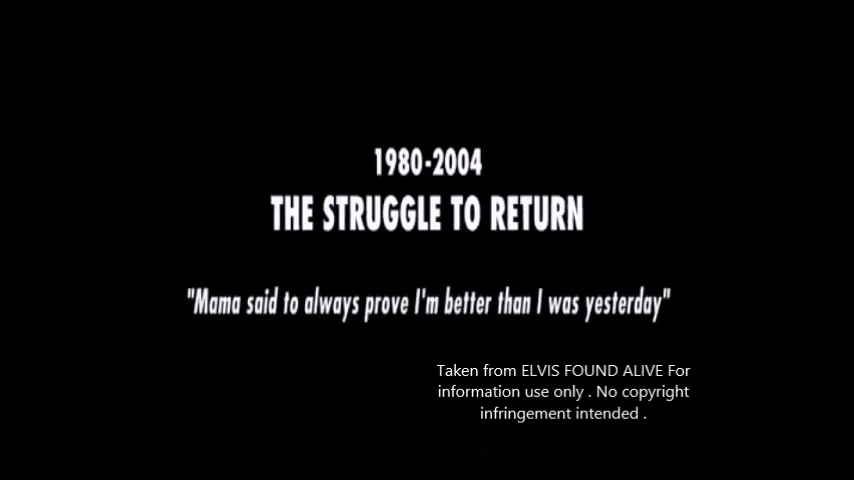 1980-2004
THE STRUGGLE TO RETURN
"Mama said to always prove I'm better than I was yesterday"
Taken from ELVIS FOUND ALIVE For
information use only . No copyright
infringement intended .